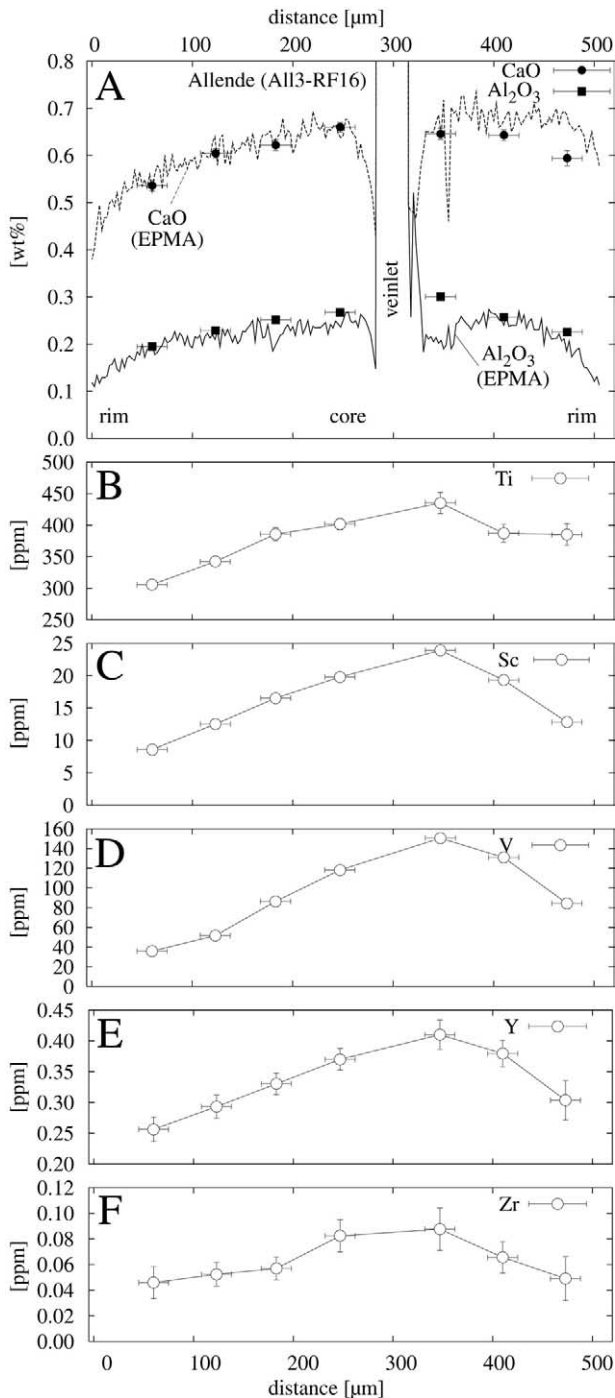 distance [µm]
0 100 200 300 400 500
0.8
A Allende (All3-RF16) CaO
Al2O3
0.7
0.6
0.5
CaO
(EPMA)
[wt%]
0.4
veinlet
0.3
0.2
Al2O3
(EPMA)
0.1
rim core rim
0.0
500
B Ti
450
400
[ppm]
350
300
250
25
C Sc
20
15
[ppm]
10
5
0
160
D V
140
120
100
[ppm]
80
60
40
20
0
0.45
E Y
0.40
0.35
[ppm]
0.30
0.25
0.20
0.12
F Zr
0.10
0.08
[ppm]
0.06
0.04
0.02
0.00
0 100 200 300 400 500
distance [µm]